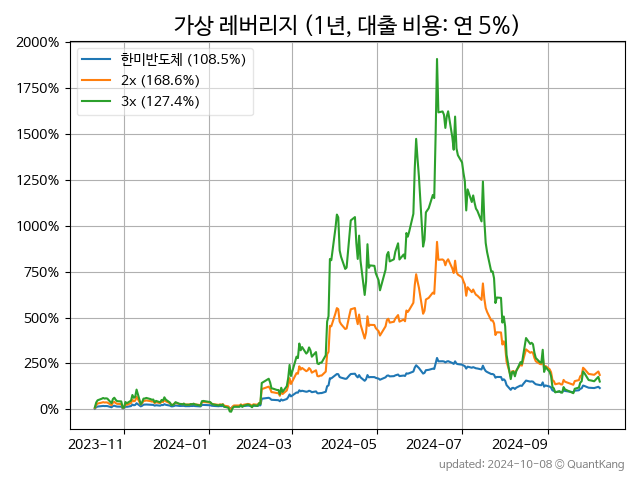 가상 레버리지 (1년, 대출 비용: 연 5%)
2000%
1750%
1500%
1250%
1000%
750%
500%
250%
0%
한미반도체 (108.5%)
2x (168.6%)
3x (127.4%)
2023-11 2024-01 2024-03 2024-05 2024-07 2024-09
updated: 2024-10-08 © QuantKang